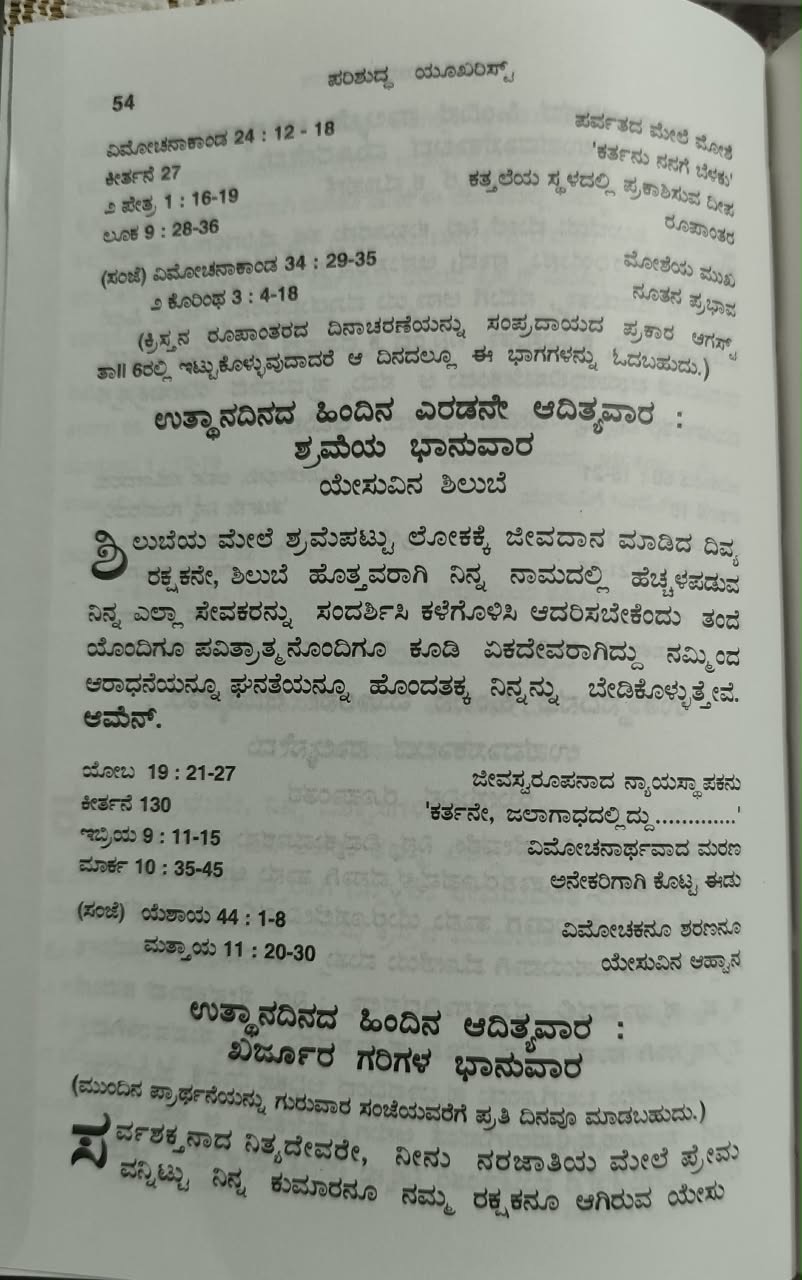 ಪರಿಶುದ್ಧ ಯೂಖರಿಸ್ಟ್
54
ವಿಮೋಚನಾಕಾಂಡ 24 : 12 - 18 ಪರ್ವತದ ಮೇಲೆ ಮೋಶೆ
ಕೀರ್ತನೆ 27 'ಕರ್ತನು ನನಗೆ ಬೆಳಕು'
೨ ಪೇತ್ರ 1 : 16-19 ಕತ್ತಲೆಯ ಸ್ಥಳದಲ್ಲಿ ಪ್ರಕಾಶಿಸುವ ದೀಪ
ಲೂಕ 9 : 28-36 ರೂಪಾಂತರ
(ಸಂಜೆ) ವಿಮೋಚನಾಕಾಂಡ 34 : 29-35 ಮೋಶೆಯ ಮುಖ
೨ ಕೊರಿಂಥ 3 : 4-18 ನೂತನ ಪ್ರಭಾವ
(ಕ್ರಿಸ್ತನ ರೂಪಾಂತರದ ದಿನಾಚರಣೆಯನ್ನು ಸಂಪ್ರದಾಯದ ಪ್ರಕಾರ ಆಗಸ್ಟ್
ತಾ॥ 6ರಲ್ಲಿ ಇಟ್ಟುಕೊಳ್ಳುವುದಾದರೆ ಆ ದಿನದಲ್ಲೂ ಈ ಭಾಗಗಳನ್ನು ಓದಬಹುದು.)
ಉತ್ಥಾನದಿನದ ಹಿಂದಿನ ಎರಡನೇ ಆದಿತ್ಯವಾರ :
ಶ್ರಮೆಯ ಭಾನುವಾರ
ಯೇಸುವಿನ ಶಿಲುಬೆ
ಶಿಲುಬೆಯ ಮೇಲೆ ಶ್ರಮೆಪಟ್ಟು ಲೋಕಕ್ಕೆ ಜೀವದಾನ ಮಾಡಿದ ದಿವ್ಯ
ರಕ್ಷಕನೇ, ಶಿಲುಬೆ ಹೊತ್ತವರಾಗಿ ನಿನ್ನ ನಾಮದಲ್ಲಿ ಹೆಚ್ಚಳಪಡುವ
ನಿನ್ನ ಎಲ್ಲಾ ಸೇವಕರನ್ನು ಸಂದರ್ಶಿಸಿ ಕಳೆಗೊಳಿಸಿ ಆದರಿಸಬೇಕೆಂದು ತಂದೆ
ಯೊಂದಿಗೂ ಪವಿತ್ರಾತ್ಮನೊಂದಿಗೂ ಕೂಡಿ ಏಕದೇವರಾಗಿದ್ದು ನಮ್ಮಿಂದ
ಆರಾಧನೆಯನ್ನೂ ಘನತೆಯನ್ನೂ ಹೊಂದತಕ್ಕ ನಿನ್ನನ್ನು ಬೇಡಿಕೊಳ್ಳುತ್ತೇವೆ.
ಆಮೆನ್.
ಯೋಬ 19 : 21-27 ಜೀವಸ್ವರೂಪನಾದ ನ್ಯಾಯಸ್ಥಾಪಕನು
ಕೀರ್ತನೆ 130 'ಕರ್ತನೇ, ಜಲಾಗಾಧದಲ್ಲಿದ್ದು.............'
ಇಬ್ರಿಯ 9 : 11-15 ವಿಮೋಚನಾರ್ಥವಾದ ಮರಣ
ಮಾರ್ಕ 10 : 35-45 ಅನೇಕರಿಗಾಗಿ ಕೊಟ್ಟ ಈಡು
(ಸಂಜೆ) ಯೆಶಾಯ 44 : 1-8 ವಿಮೋಚಕನೂ ಶರಣನೂ
ಮತ್ತಾಯ 11 : 20-30 ಯೇಸುವಿನ ಆಹ್ವಾನ
ಉತ್ಥಾನದಿನದ ಹಿಂದಿನ ಆದಿತ್ಯವಾರ :
ಖರ್ಜೂರ ಗರಿಗಳ ಭಾನುವಾರ
(ಮುಂದಿನ ಪ್ರಾರ್ಥನೆಯನ್ನು ಗುರುವಾರ ಸಂಜೆಯವರೆಗೆ ಪ್ರತಿ ದಿನವೂ ಮಾಡಬಹುದು.)
ಸರ್ವಶಕ್ತನಾದ ನಿತ್ಯದೇವರೇ, ನೀನು ನರಜಾತಿಯ ಮೇಲೆ ಪ್ರೇಮ
ವನ್ನಿಟ್ಟು ನಿನ್ನ ಕುಮಾರನೂ ನಮ್ಮ ರಕ್ಷಕನೂ ಆಗಿರುವ ಯೇಸು